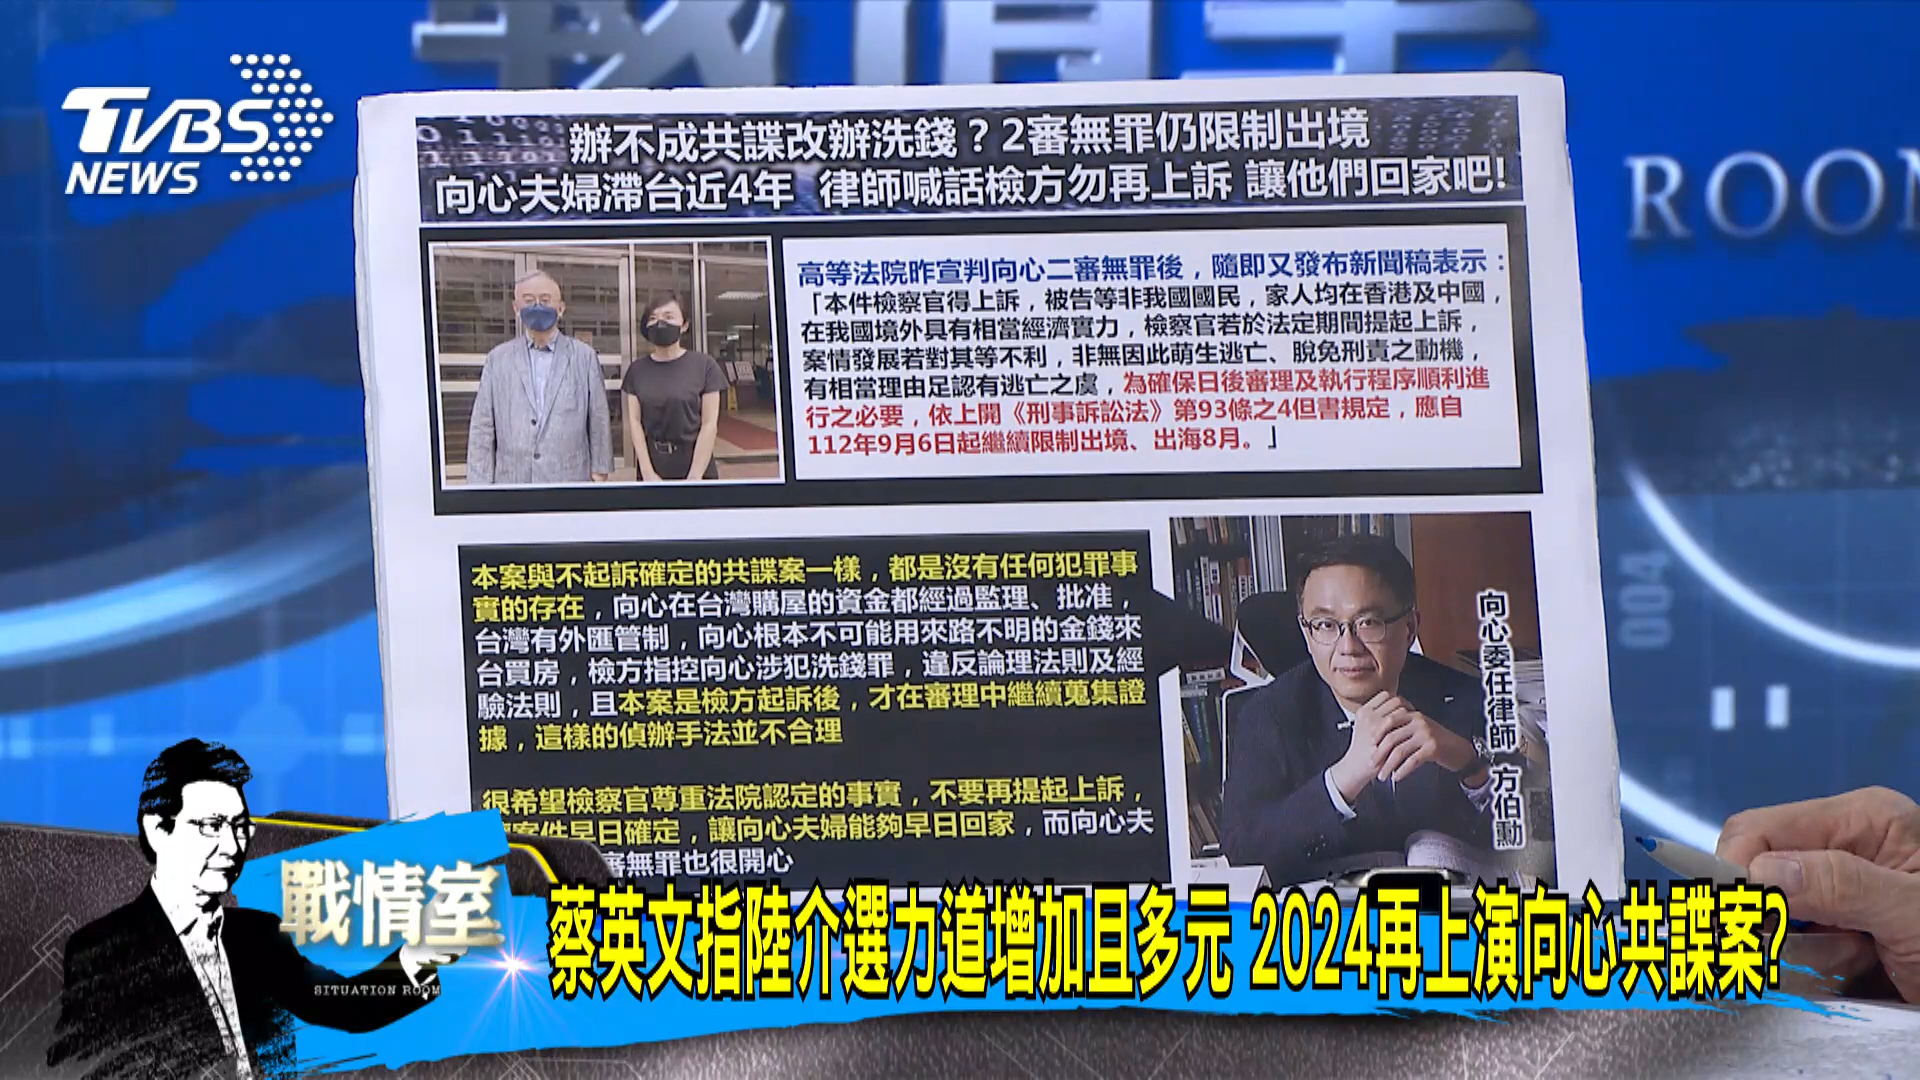 戰情室
TVBS
NEWS
ROOM
辦不成共諜改辦洗錢？2審無罪仍限制出境
向心夫婦滯台近4年 律師喊話檢方勿再上訴 讓他們回家吧!
高等法院昨宣判向心二審無罪後，隨即又發布新聞稿表示：
「本件檢察官得上訴，被告等非我國國民，家人均在香港及中國，
在我國境外具有相當經濟實力，檢察官若於法定期間提起上訴，
案情發展若對其等不利，非無因此萌生逃亡、脫免刑責之動機，
有相當理由足認有逃亡之虞，為確保日後審理及執行程序順利進
行之必要，依上開《刑事訴訟法》第93條之4但書規定，應自
112年9月6日起繼續限制出境、出海8月。」
本案與不起訴確定的共諜案一樣，都是沒有任何犯罪事
實的存在，向心在台灣購屋的資金都經過監理、批准，
台灣有外匯管制，向心根本不可能用來路不明的金錢來
台買房，檢方指控向心涉犯洗錢罪，違反論理法則及經
驗法則，且本案是檢方起訴後，才在審理中繼續蒐集證
據，這樣的偵辦手法並不合理
很希望檢察官尊重法院認定的事實，不要再提起上訴，
案件早日確定，讓向心夫婦能夠早日回家，而向心夫
審無罪也很開心
向心委任律師 方伯勳
004
戰情室
SITUATION ROOM
蔡英文指陸介選力道增加且多元 2024再上演向心共諜案?